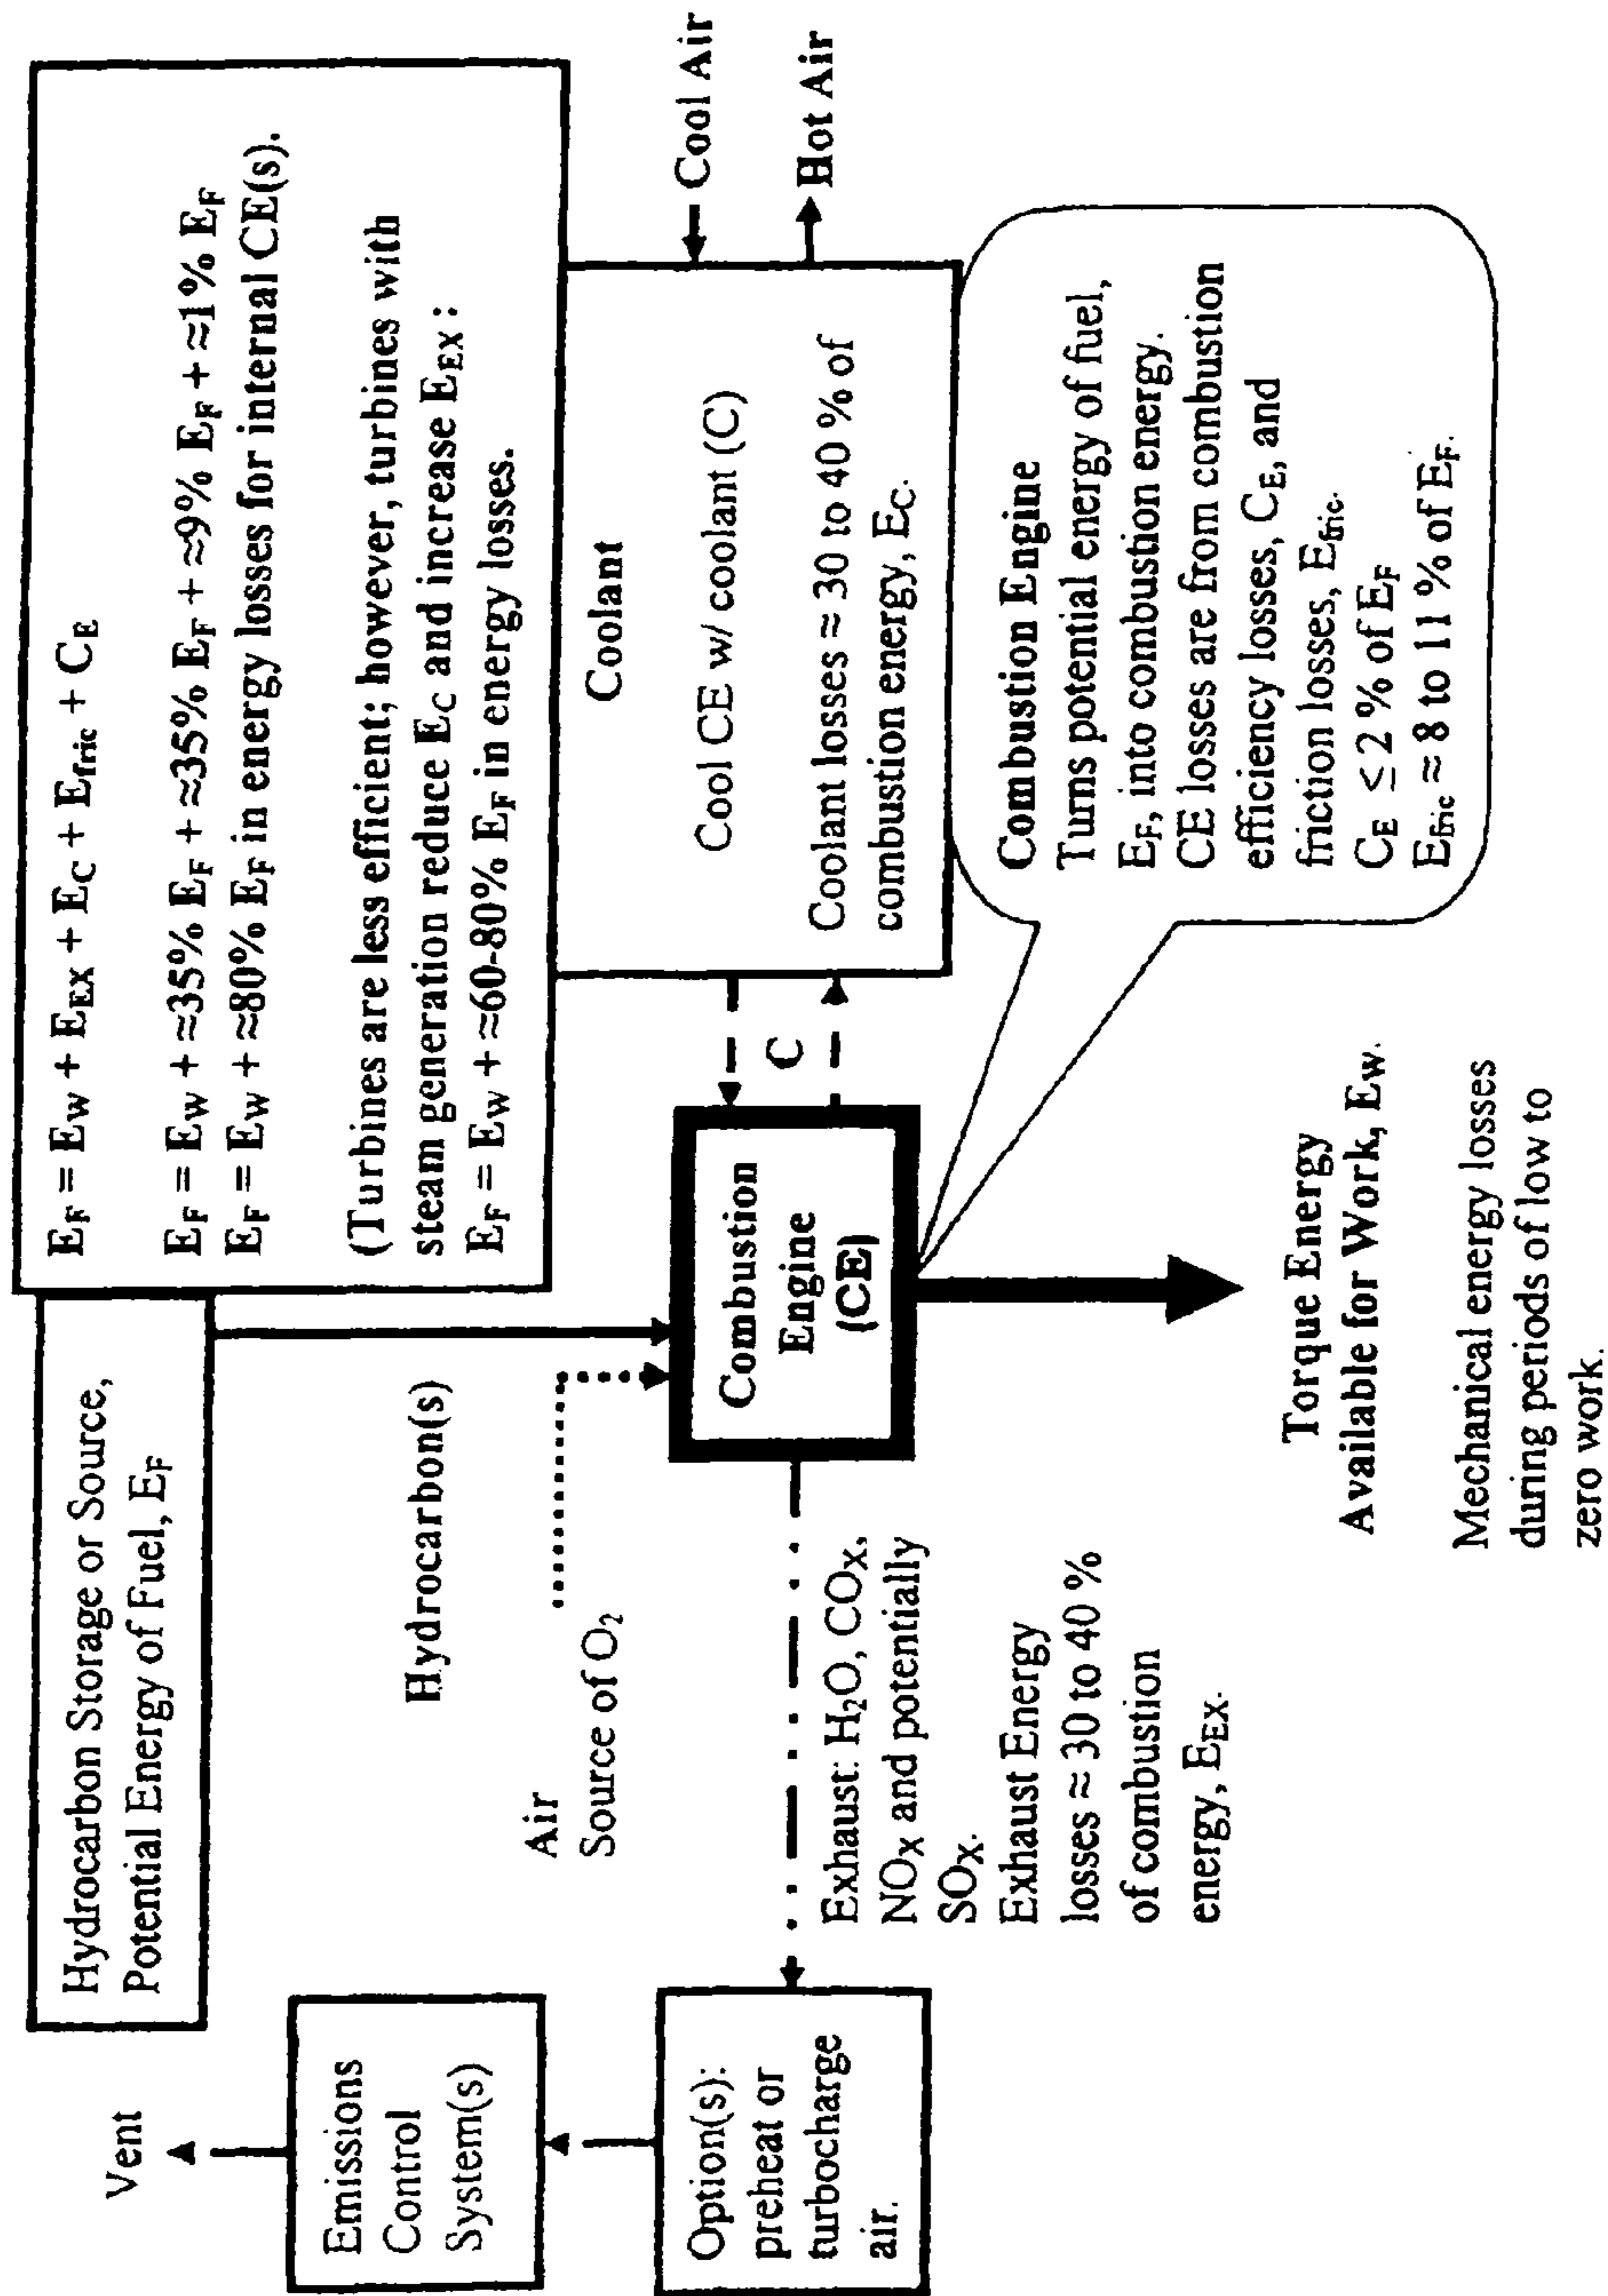 Hydrocarbon Storage or Source,
Potential Energy of Fuel, E_F
E_F = E_W + E_EX + E_C + E_fric + C_E
E_F = E_W + ≈35% E_F + ≈35% E_F + ≈9% E_F + ≈1% E_F
E_F = E_W + ≈80% E_F in energy losses for internal CE(s).
(Turbines are less efficient; however, turbines with
steam generation reduce E_C and increase E_EX :
E_F = E_W + ≈60-80% E_F in energy losses.
Vent
Emissions
Control
System(s)
Option(s):
preheat or
turbocharge
air.
Hydrocarbon(s)
Air
Source of O₂
Combustion
Engine
(CE)
C
Coolant
Cool CE w/ coolant (C)
Coolant losses ≈ 30 to 40 % of
combustion energy, E_C.
Cool Air
Hot Air
Exhaust: H₂O, CO_X,
NO_X and potentially
SO_X.
Exhaust Energy
losses ≈ 30 to 40 %
of combustion
energy, E_EX.
Combustion Engine
Turns potential energy of fuel,
E_F, into combustion energy.
CE losses are from combustion
efficiency losses, C_E, and
friction losses, E_fric.
C_E ≤ 2 % of E_F
E_fric ≈ 8 to 11 % of E_F.
Torque Energy
Available for Work, E_W.
Mechanical energy losses
during periods of low to
zero work.